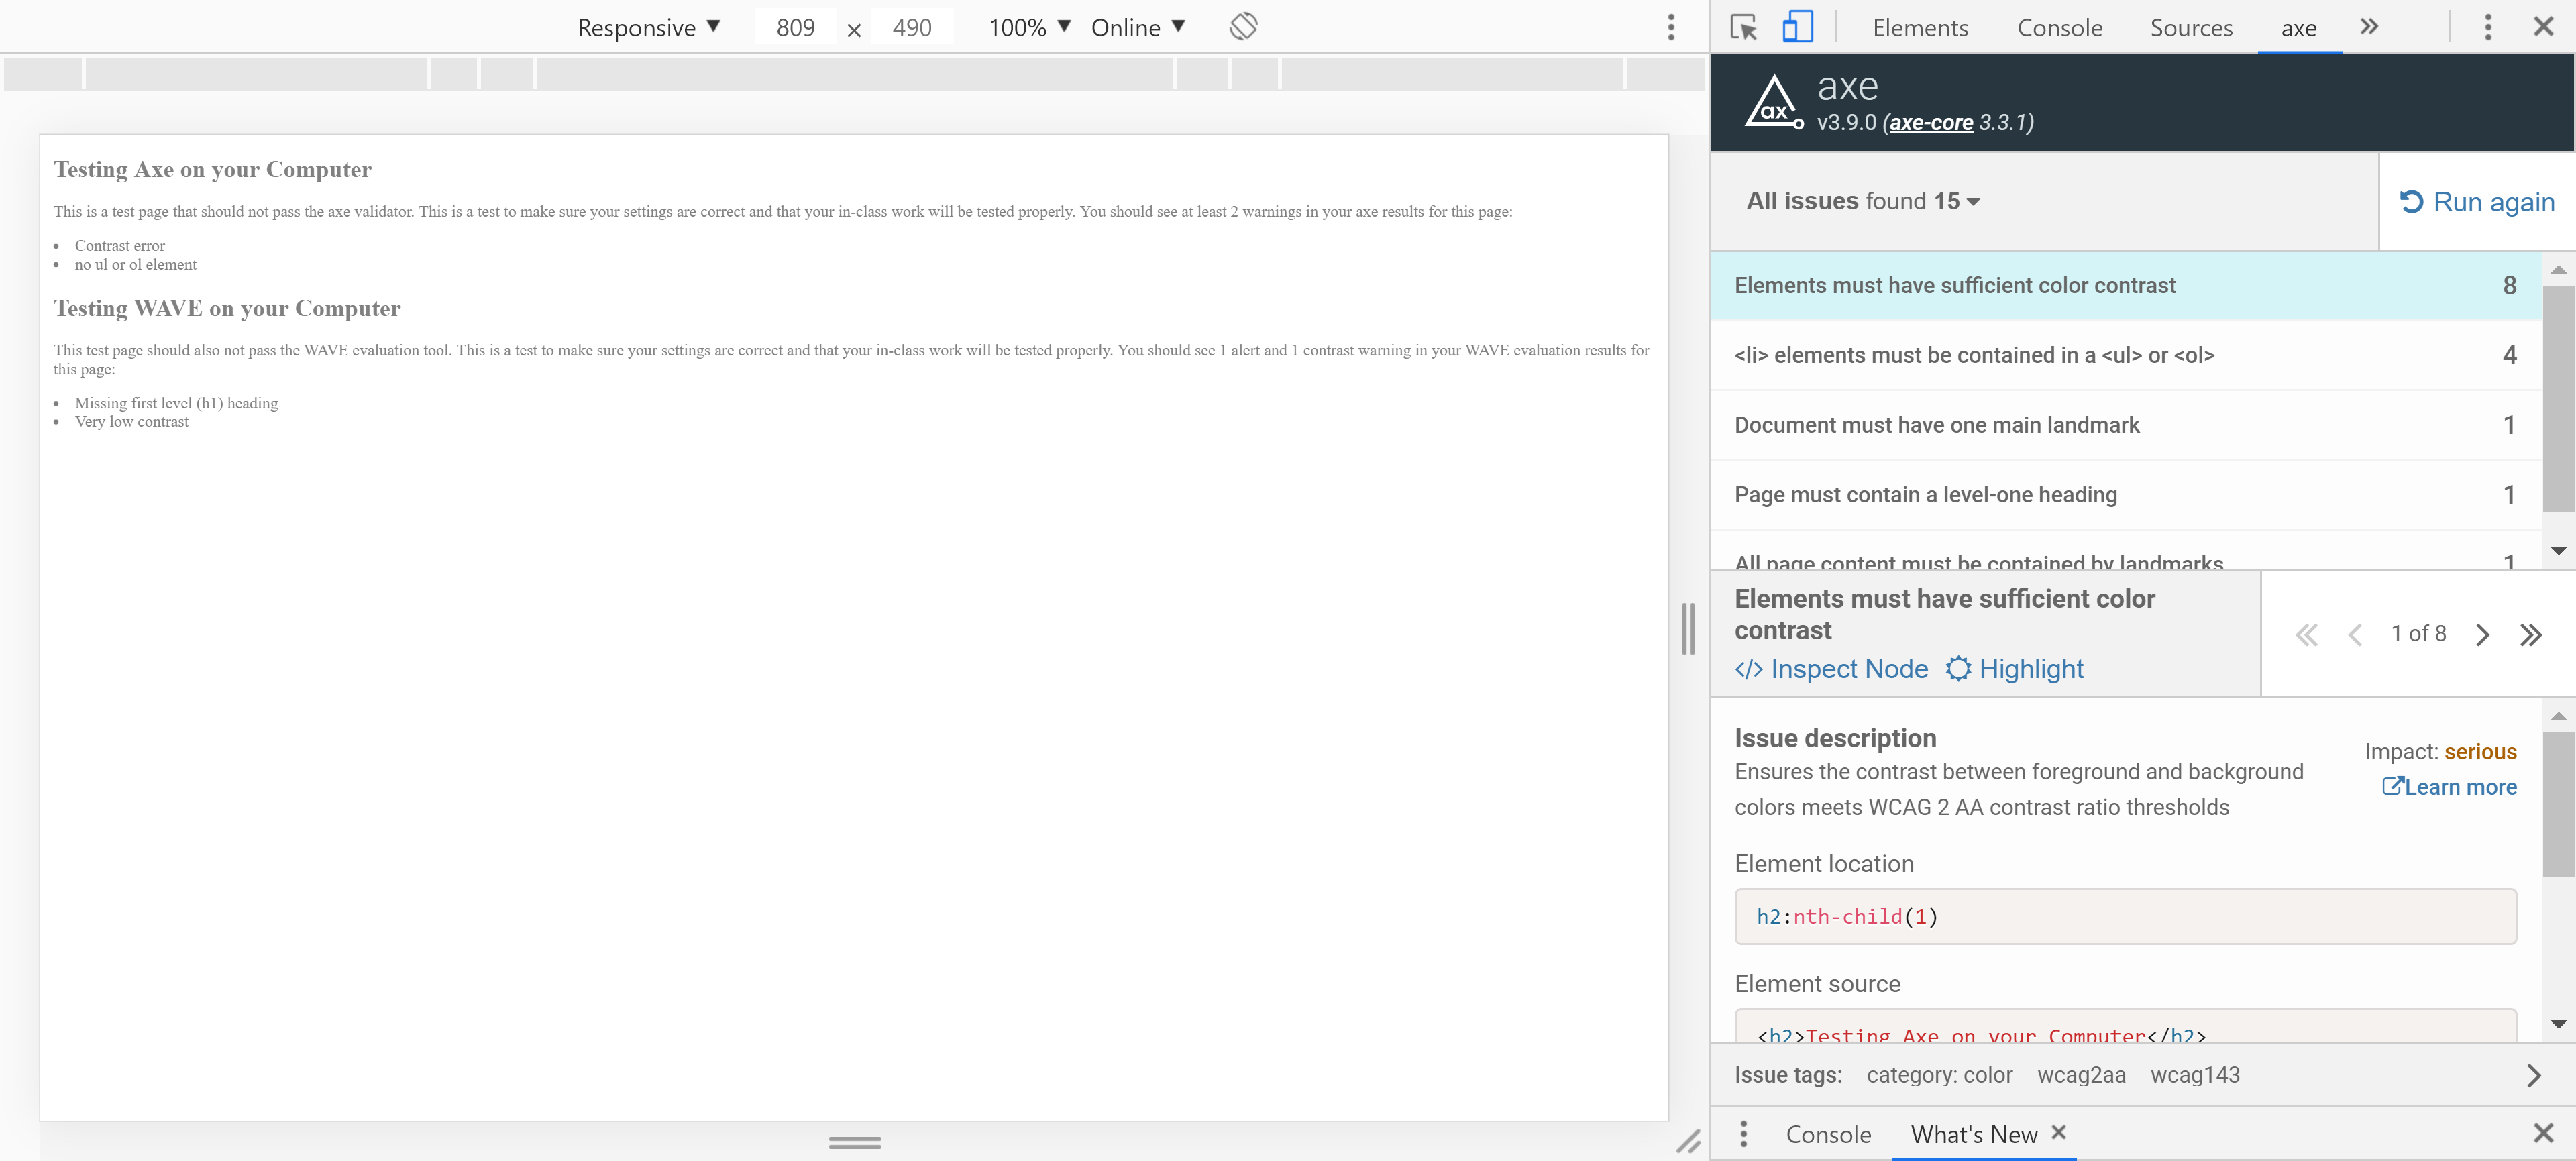 Responsive ▼ 809 × 490 100% ▼ Online ▼
Elements Console Sources axe »
ax
axe
v3.9.0 (axe-core 3.3.1)
All issues found 15
Run again
Testing Axe on your Computer
This is a test page that should not pass the axe validator. This is a test to make sure your settings are correct and that your in-class work will be tested properly. You should see at least 2 warnings in your axe results for this page:
• Contrast error
• no ul or ol element
Testing WAVE on your Computer
This test page should also not pass the WAVE evaluation tool. This is a test to make sure your settings are correct and that your in-class work will be tested properly. You should see 1 alert and 1 contrast warning in your WAVE evaluation results for
this page:
• Missing first level (h1) heading
• Very low contrast
Elements must have sufficient color contrast 8
<li> elements must be contained in a <ul> or <ol> 4
Document must have one main landmark 1
Page must contain a level-one heading 1
All page content must be contained by landmarks 1
Elements must have sufficient color
contrast
</> Inspect Node Highlight
1 of 8
Issue description
Impact: serious
Ensures the contrast between foreground and background
colors meets WCAG 2 AA contrast ratio thresholds
Learn more
Element location
h2:nth-child(1)
Element source
<h2>Testing Axe on your Computer</h2>
Issue tags: category: color wcag2aa wcag143
Console What's New ×